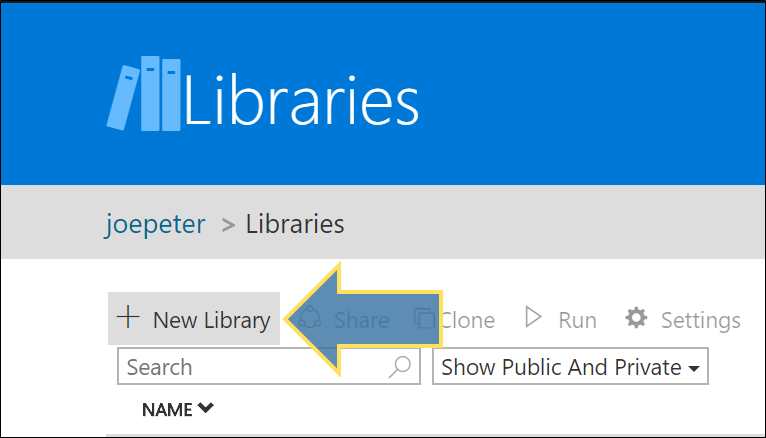 Libraries
joepeter > Libraries
New Library Share Clone Run Settings
Search Show Public And Private
NAME